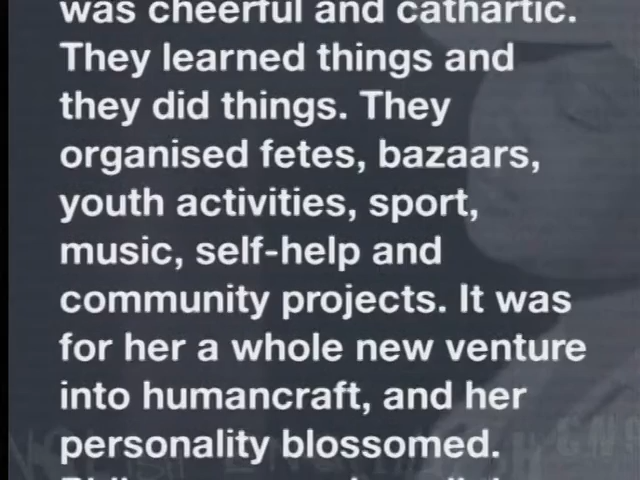 was cheerful and cathartic.
They learned things and
they did things. They
organised fetes, bazaars,
youth activities, sport,
music, self-help and
community projects. It was
for her a whole new venture
into humancraft, and her
personality blossomed.